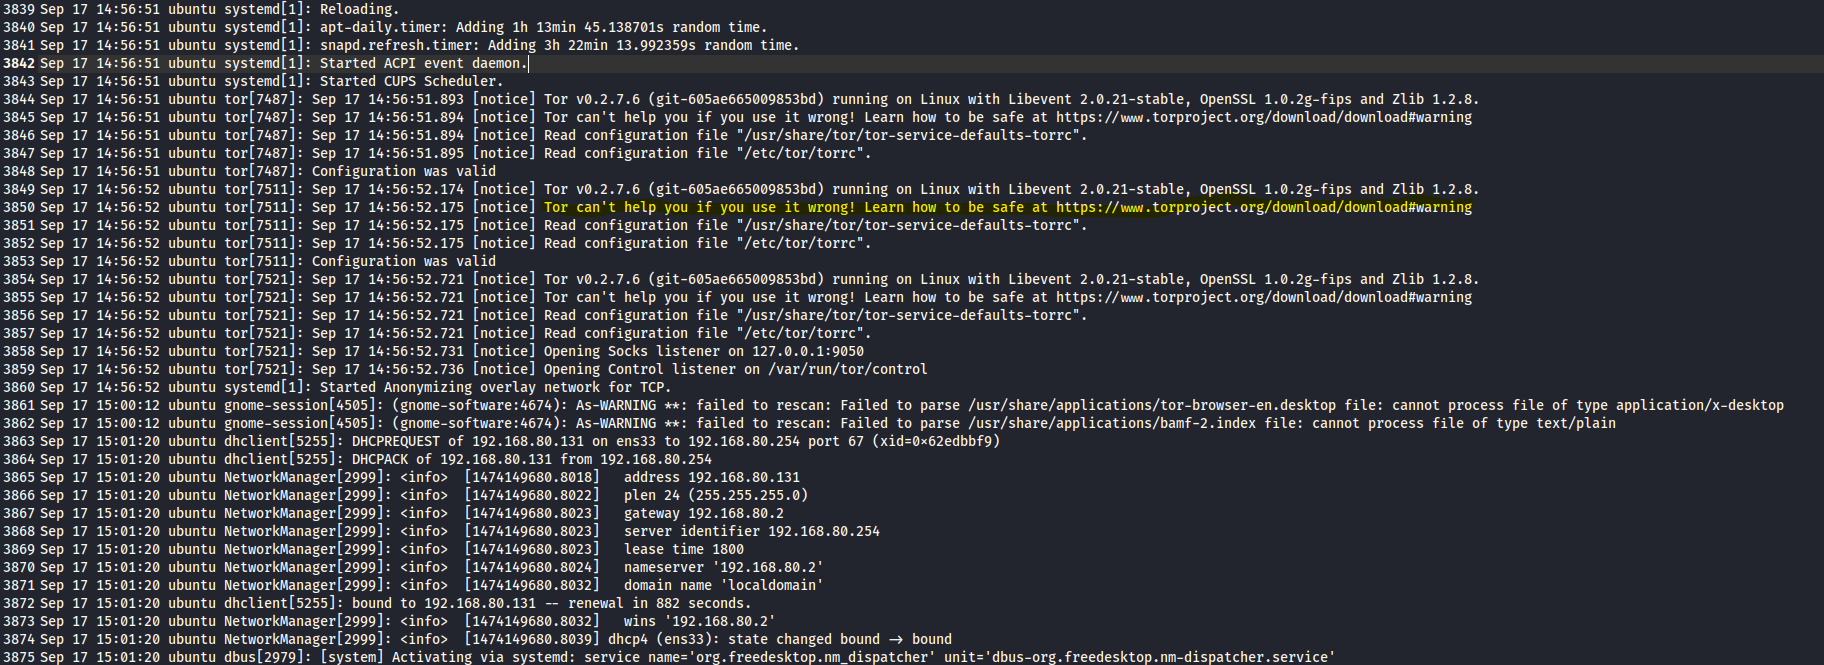 3839 Sep 17 14:56:51 ubuntu systemd[1]: Reloading.
3840 Sep 17 14:56:51 ubuntu systemd[1]: apt-daily.timer: Adding 1h 13min 45.138701s random time.
3841 Sep 17 14:56:51 ubuntu systemd[1]: snapd.refresh.timer: Adding 3h 22min 13.992359s random time.
3842 Sep 17 14:56:51 ubuntu systemd[1]: Started ACPI event daemon.
3843 Sep 17 14:56:51 ubuntu systemd[1]: Started CUPS Scheduler.
3844 Sep 17 14:56:51 ubuntu tor[7487]: Sep 17 14:56:51.893 [notice] Tor v0.2.7.6 (git-605ae665009853bd) running on Linux with Libevent 2.0.21-stable, OpenSSL 1.0.2g-fips and Zlib 1.2.8.
3845 Sep 17 14:56:51 ubuntu tor[7487]: Sep 17 14:56:51.894 [notice] Tor can't help you if you use it wrong! Learn how to be safe at https://www.torproject.org/download/download#warning
3846 Sep 17 14:56:51 ubuntu tor[7487]: Sep 17 14:56:51.894 [notice] Read configuration file "/usr/share/tor/tor-service-defaults-torrc".
3847 Sep 17 14:56:51 ubuntu tor[7487]: Sep 17 14:56:51.895 [notice] Read configuration file "/etc/tor/torrc".
3848 Sep 17 14:56:51 ubuntu tor[7487]: Configuration was valid
3849 Sep 17 14:56:52 ubuntu tor[7511]: Sep 17 14:56:52.174 [notice] Tor v0.2.7.6 (git-605ae665009853bd) running on Linux with Libevent 2.0.21-stable, OpenSSL 1.0.2g-fips and Zlib 1.2.8.
3850 Sep 17 14:56:52 ubuntu tor[7511]: Sep 17 14:56:52.175 [notice] Tor can't help you if you use it wrong! Learn how to be safe at https://www.torproject.org/download/download#warning
3851 Sep 17 14:56:52 ubuntu tor[7511]: Sep 17 14:56:52.175 [notice] Read configuration file "/usr/share/tor/tor-service-defaults-torrc".
3852 Sep 17 14:56:52 ubuntu tor[7511]: Sep 17 14:56:52.175 [notice] Read configuration file "/etc/tor/torrc".
3853 Sep 17 14:56:52 ubuntu tor[7511]: Configuration was valid
3854 Sep 17 14:56:52 ubuntu tor[7521]: Sep 17 14:56:52.721 [notice] Tor v0.2.7.6 (git-605ae665009853bd) running on Linux with Libevent 2.0.21-stable, OpenSSL 1.0.2g-fips and Zlib 1.2.8.
3855 Sep 17 14:56:52 ubuntu tor[7521]: Sep 17 14:56:52.721 [notice] Tor can't help you if you use it wrong! Learn how to be safe at https://www.torproject.org/download/download#warning
3856 Sep 17 14:56:52 ubuntu tor[7521]: Sep 17 14:56:52.721 [notice] Read configuration file "/usr/share/tor/tor-service-defaults-torrc".
3857 Sep 17 14:56:52 ubuntu tor[7521]: Sep 17 14:56:52.721 [notice] Read configuration file "/etc/tor/torrc".
3858 Sep 17 14:56:52 ubuntu tor[7521]: Sep 17 14:56:52.731 [notice] Opening Socks listener on 127.0.0.1:9050
3859 Sep 17 14:56:52 ubuntu tor[7521]: Sep 17 14:56:52.736 [notice] Opening Control listener on /var/run/tor/control
3860 Sep 17 14:56:52 ubuntu systemd[1]: Started Anonymizing overlay network for TCP.
3861 Sep 17 15:00:12 ubuntu gnome-session[4505]: (gnome-software:4674): As-WARNING **: failed to rescan: Failed to parse /usr/share/applications/tor-browser-en.desktop file: cannot process file of type application/x-desktop
3862 Sep 17 15:00:12 ubuntu gnome-session[4505]: (gnome-software:4674): As-WARNING **: failed to rescan: Failed to parse /usr/share/applications/bamf-2.index file: cannot process file of type text/plain
3863 Sep 17 15:01:20 ubuntu dhclient[5255]: DHCPREQUEST of 192.168.80.131 on ens33 to 192.168.80.254 port 67 (xid=0×62edbbf9)
3864 Sep 17 15:01:20 ubuntu dhclient[5255]: DHCPACK of 192.168.80.131 from 192.168.80.254
3865 Sep 17 15:01:20 ubuntu NetworkManager[2999]: <info>  [1474149680.8018]   address 192.168.80.131
3866 Sep 17 15:01:20 ubuntu NetworkManager[2999]: <info>  [1474149680.8022]   plen 24 (255.255.255.0)
3867 Sep 17 15:01:20 ubuntu NetworkManager[2999]: <info>  [1474149680.8023]   gateway 192.168.80.2
3868 Sep 17 15:01:20 ubuntu NetworkManager[2999]: <info>  [1474149680.8023]   server identifier 192.168.80.254
3869 Sep 17 15:01:20 ubuntu NetworkManager[2999]: <info>  [1474149680.8023]   lease time 1800
3870 Sep 17 15:01:20 ubuntu NetworkManager[2999]: <info>  [1474149680.8024]   nameserver '192.168.80.2'
3871 Sep 17 15:01:20 ubuntu NetworkManager[2999]: <info>  [1474149680.8032]   domain name 'localdomain'
3872 Sep 17 15:01:20 ubuntu dhclient[5255]: bound to 192.168.80.131 -- renewal in 882 seconds.
3873 Sep 17 15:01:20 ubuntu NetworkManager[2999]: <info>  [1474149680.8032]   wins '192.168.80.2'
3874 Sep 17 15:01:20 ubuntu NetworkManager[2999]: <info>  [1474149680.8039] dhcp4 (ens33): state changed bound → bound
3875 Sep 17 15:01:20 ubuntu dbus[2979]: [system] Activating via systemd: service name='org.freedesktop.nm_dispatcher' unit='dbus-org.freedesktop.nm-dispatcher.service'